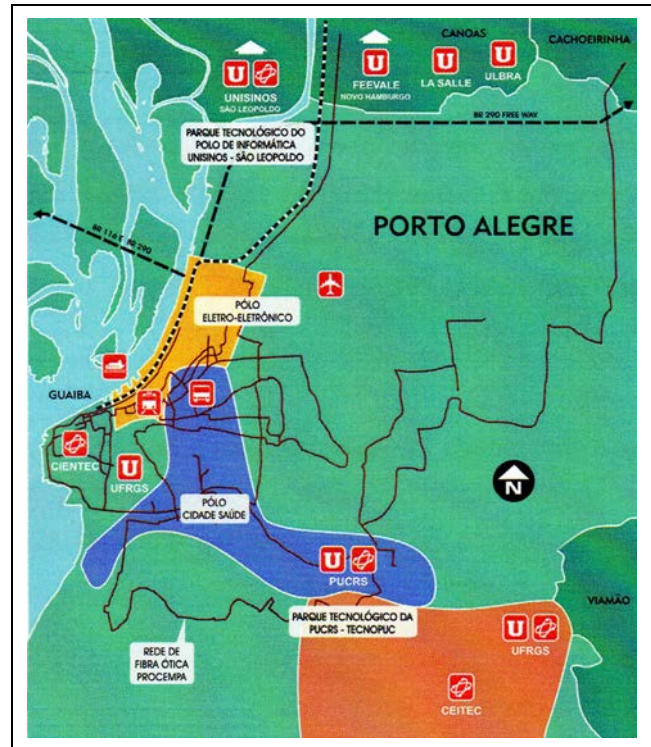 CANOAS
CACHOEIRINHA
U
UNISINOS
SÃO LEOPOLDO
U
FEEVALE
NOVO HAMBURGO
U
LA SALLE
U
ULBRA
BR 290 FREE WAY
PARQUE TECNOLÓGICO DO
POLO DE INFORMÁTICA
UNISINOS - SÃO LEOPOLDO
PORTO ALEGRE
BR 116 E BR 290
PÓLO
ELETRO-ELETRÔNICO
GUAIBA
CIENTEC
U
UFRGS
N
PÓLO
CIDADE SAÚDE
U
PUCRS
PARQUE TECNOLÓGICO DA
PUCRS - TECNOPUC
VIAMÃO
U
UFRGS
REDE DE
FIBRA ÓTICA
PROCEMPA
CEITEC